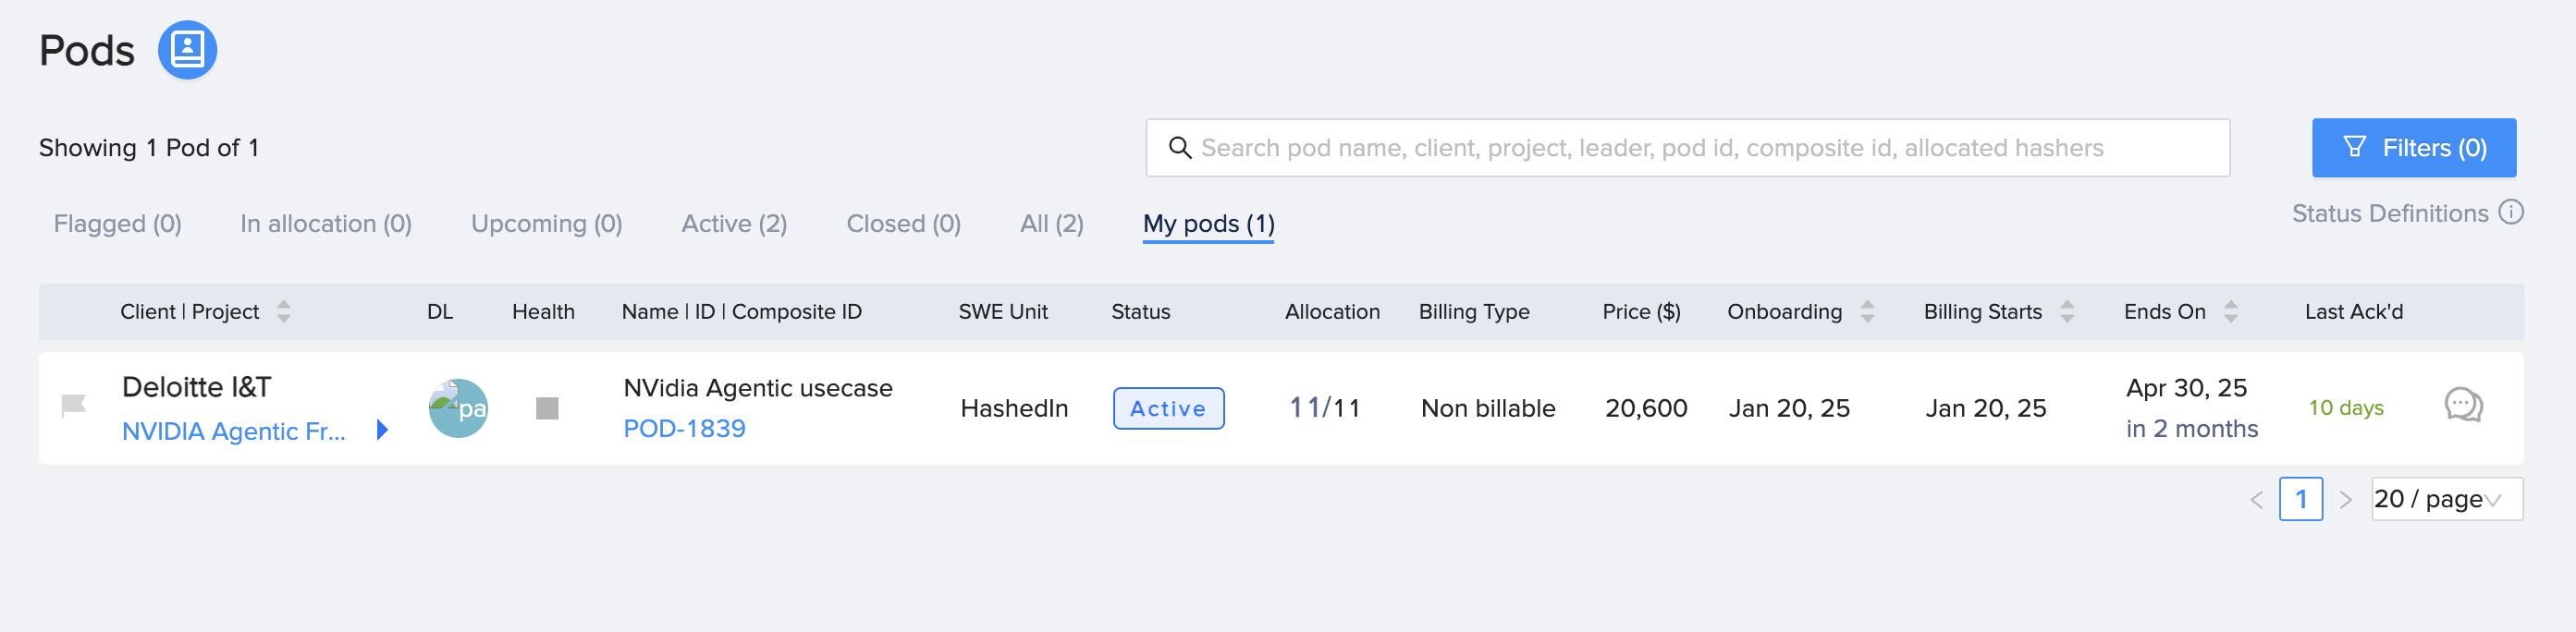 Pods
Showing 1 Pod of 1
Search pod name, client, project, leader, pod id, composite id, allocated hashers
Filters (0)
Flagged (0) In allocation (0) Upcoming (0) Active (2) Closed (0) All (2) My pods (1)
Status Definitions
Client | Project DL Health Name | ID | Composite ID SWE Unit Status Allocation Billing Type Price ($) Onboarding Billing Starts Ends On Last Ack'd
Deloitte I&T
NVIDIA Agentic Fr...
pa
NVidia Agentic usecase
POD-1839
HashedIn
Active
11/11
Non billable
20,600
Jan 20, 25
Jan 20, 25
Apr 30, 25
in 2 months
10 days
< 1 > 20 / page